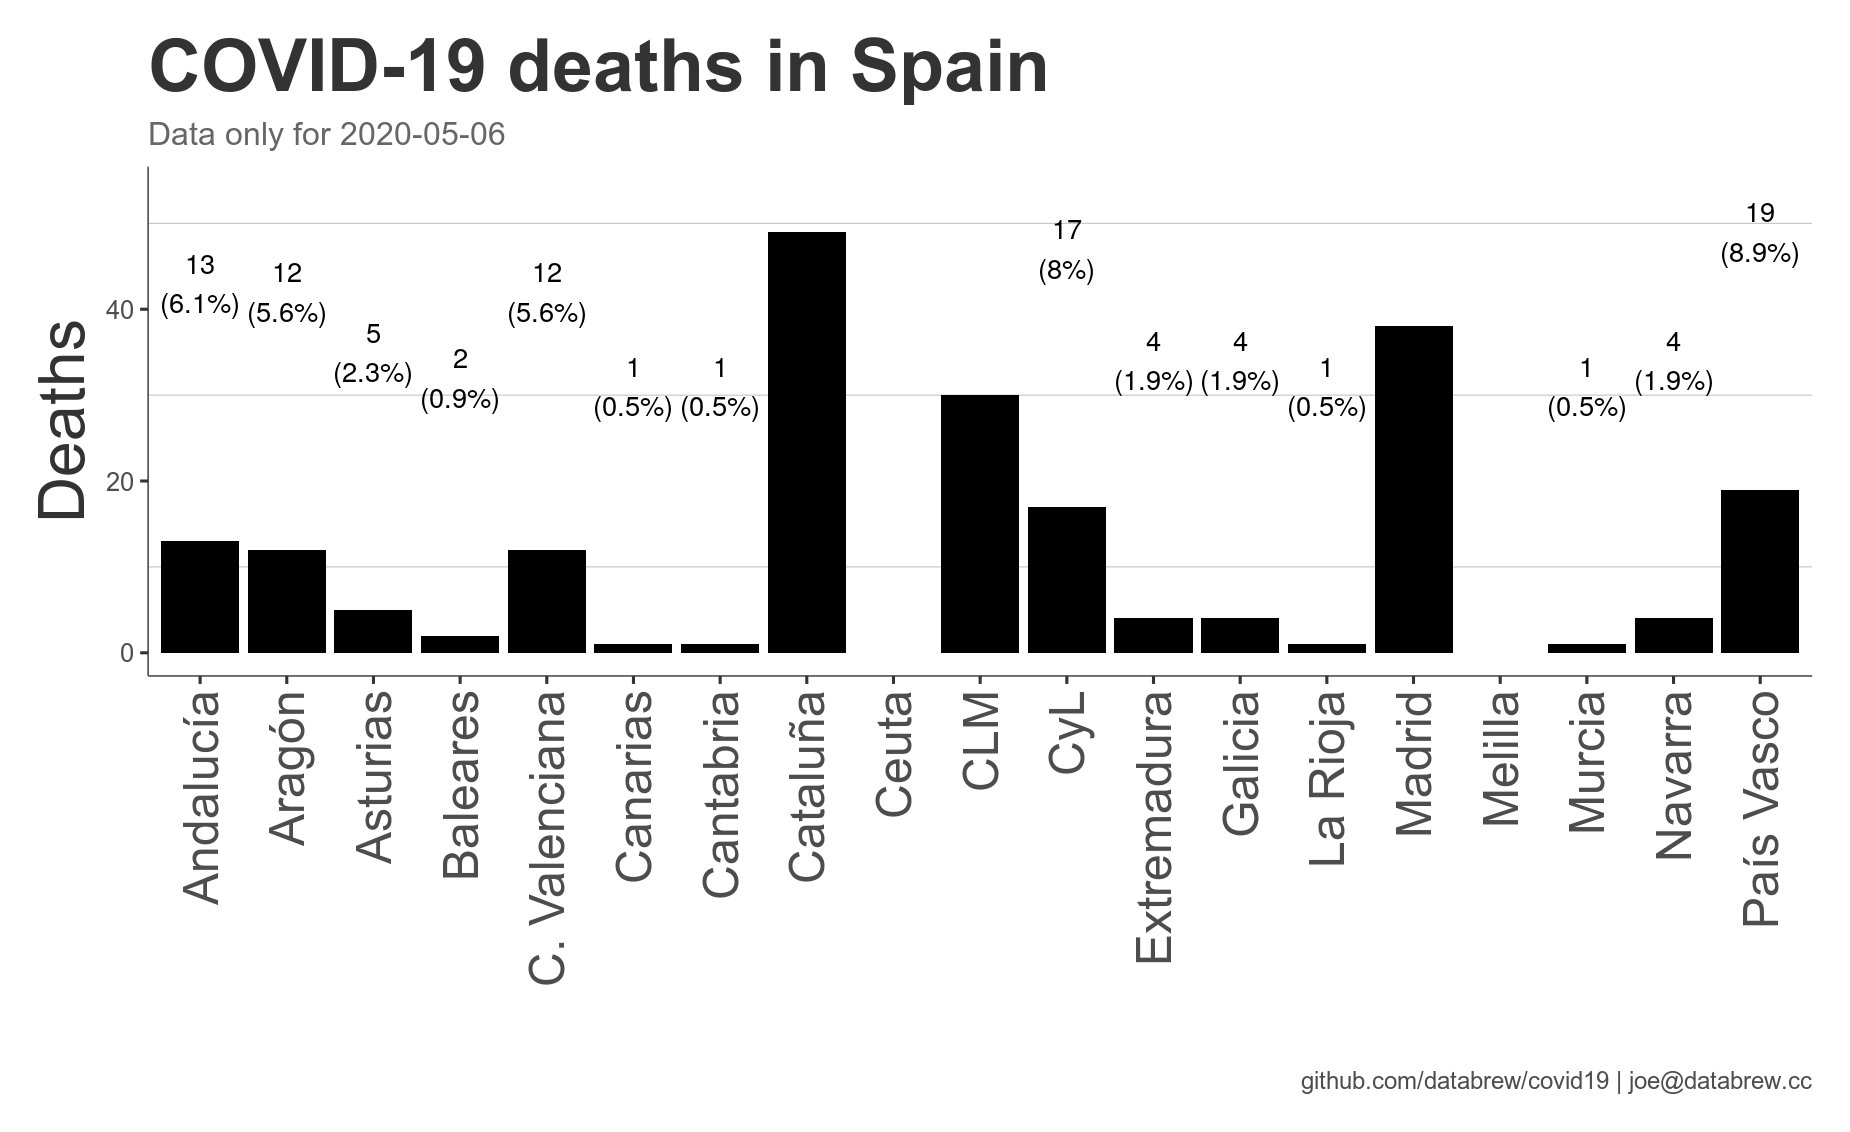 COVID-19 deaths in Spain
Data only for 2020-05-06
Deaths
40
20
0
13
(6.1%)
12
(5.6%)
5
(2.3%)
2
(0.9%)
12
(5.6%)
1
(0.5%)
1
(0.5%)
17
(8%)
4
(1.9%)
4
(1.9%)
1
(0.5%)
1
(0.5%)
4
(1.9%)
19
(8.9%)
Andalucía
Aragón
Asturias
Baleares
C. Valenciana
Canarias
Cantabria
Cataluña
Ceuta
CLM
CyL
Extremadura
Galicia
La Rioja
Madrid
Melilla
Murcia
Navarra
País Vasco
github.com/databrew/covid19 | joe@databrew.cc